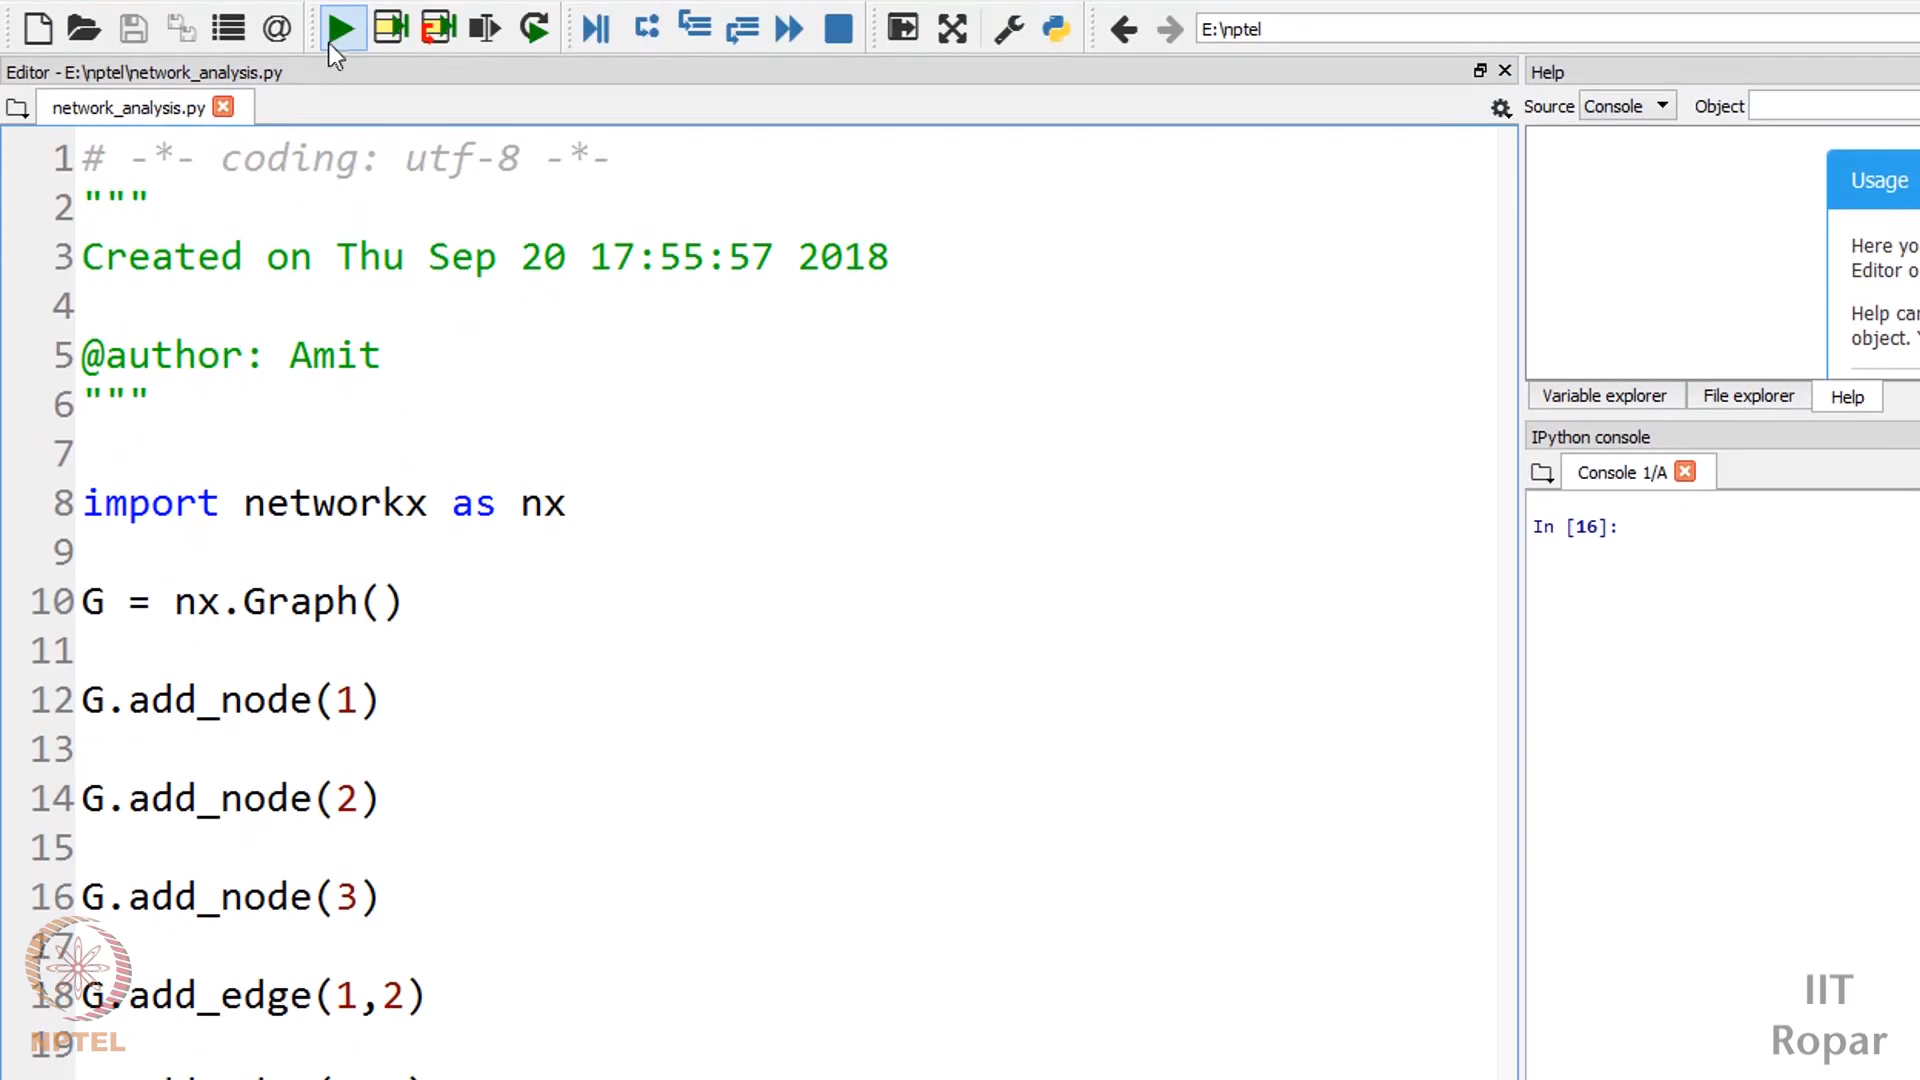 E:\nptel
Editor - E:\nptel\network_analysis.py
Help
network_analysis.py
Source Console Object
1 # -*- coding: utf-8 -*-
2 """
3 Created on Thu Sep 20 17:55:57 2018
4
5 @author: Amit
6 """
7
8 import networkx as nx
9
10 G = nx.Graph()
11
12 G.add_node(1)
13
14 G.add_node(2)
15
16 G.add_node(3)
17
18 G.add_edge(1,2)
19
Usage
Here yo
Editor o
Help car
object.
Variable explorer File explorer Help
IPython console
Console 1/A
In [16]:
NPTEL
IIT
Ropar